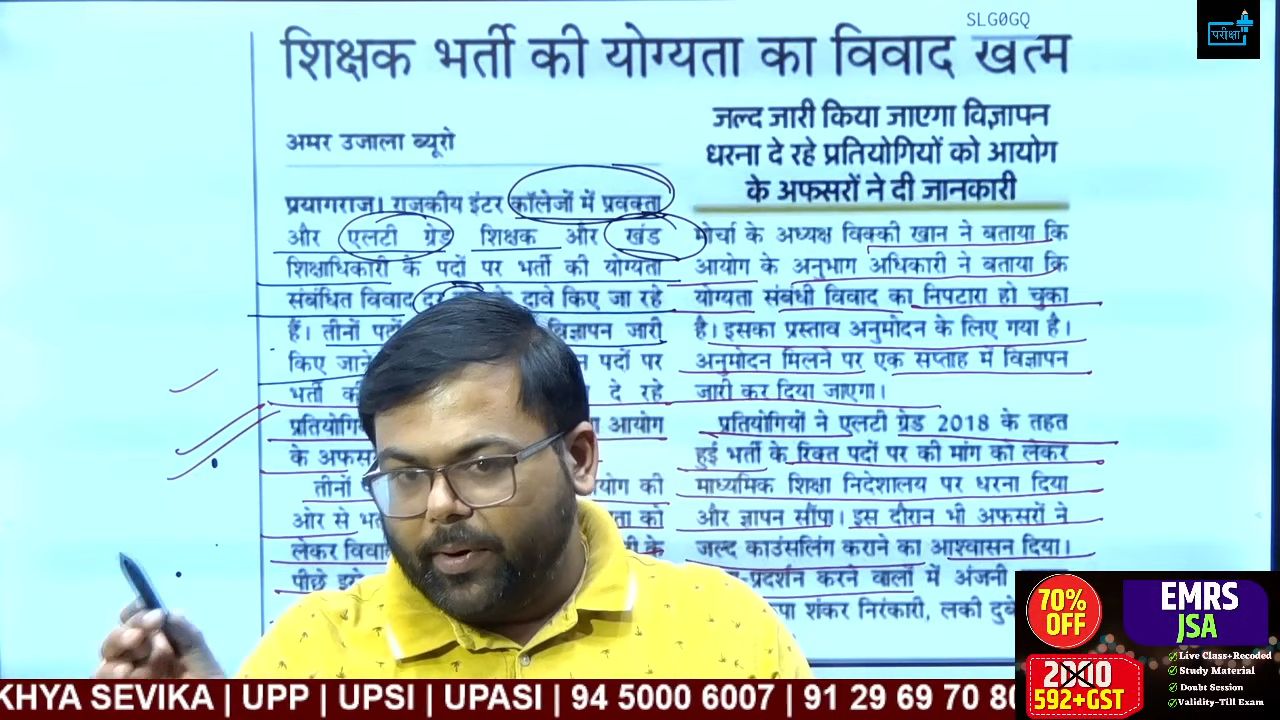 SLG0GQ
परीक्षा
शिक्षक भर्ती की योग्यता का विवाद खत्म
अमर उजाला ब्यूरो
जल्द जारी किया जाएगा विज्ञापन
धरना दे रहे प्रतियोगियों को आयोग
के अफसरों ने दी जानकारी
प्रयागराज। राजकीय इंटर कॉलेजों में प्रवक्ता
और एलटी ग्रेड शिक्षक और खंड
शिक्षाधिकारी के पदों पर भर्ती की योग्यता
संबंधित विवाद के दावे किए जा रहे
हैं। तीनों पदों विज्ञापन जारी
किए जाने पदों पर
भर्ती दे रहे
आयोग
के
तीनों की
ओर से को
लेकर के
पीछे
मोर्चा के अध्यक्ष विक्की खान ने बताया कि
आयोग के अनुभाग अधिकारी ने बताया कि
योग्यता संबंधी विवाद का निपटारा हो चुका
है। इसका प्रस्ताव अनुमोदन के लिए गया है।
अनुमोदन मिलने पर एक सप्ताह में विज्ञापन
जारी कर दिया जाएगा।
प्रतियोगियों ने एलटी ग्रेड 2018 के तहत
हुई भर्ती के रिक्त पदों पर की मांग को लेकर
माध्यमिक शिक्षा निदेशालय पर धरना दिया
और ज्ञापन सौंपा। इस दौरान भी अफसरों ने
जल्द काउंसलिंग कराने का आश्वासन दिया।
-प्रदर्शन करने वालों में अंजनी
शंकर निरंकारी, लकी
70%
OFF
EMRS
JSA
592+GST
Live Class+Recoded
Study Material
Doubt Session
Validity-Till Exam
KHYA SEVIKA | UPP | UPSI | UPASI | 94 5000 6007 | 91 29 69 70 80